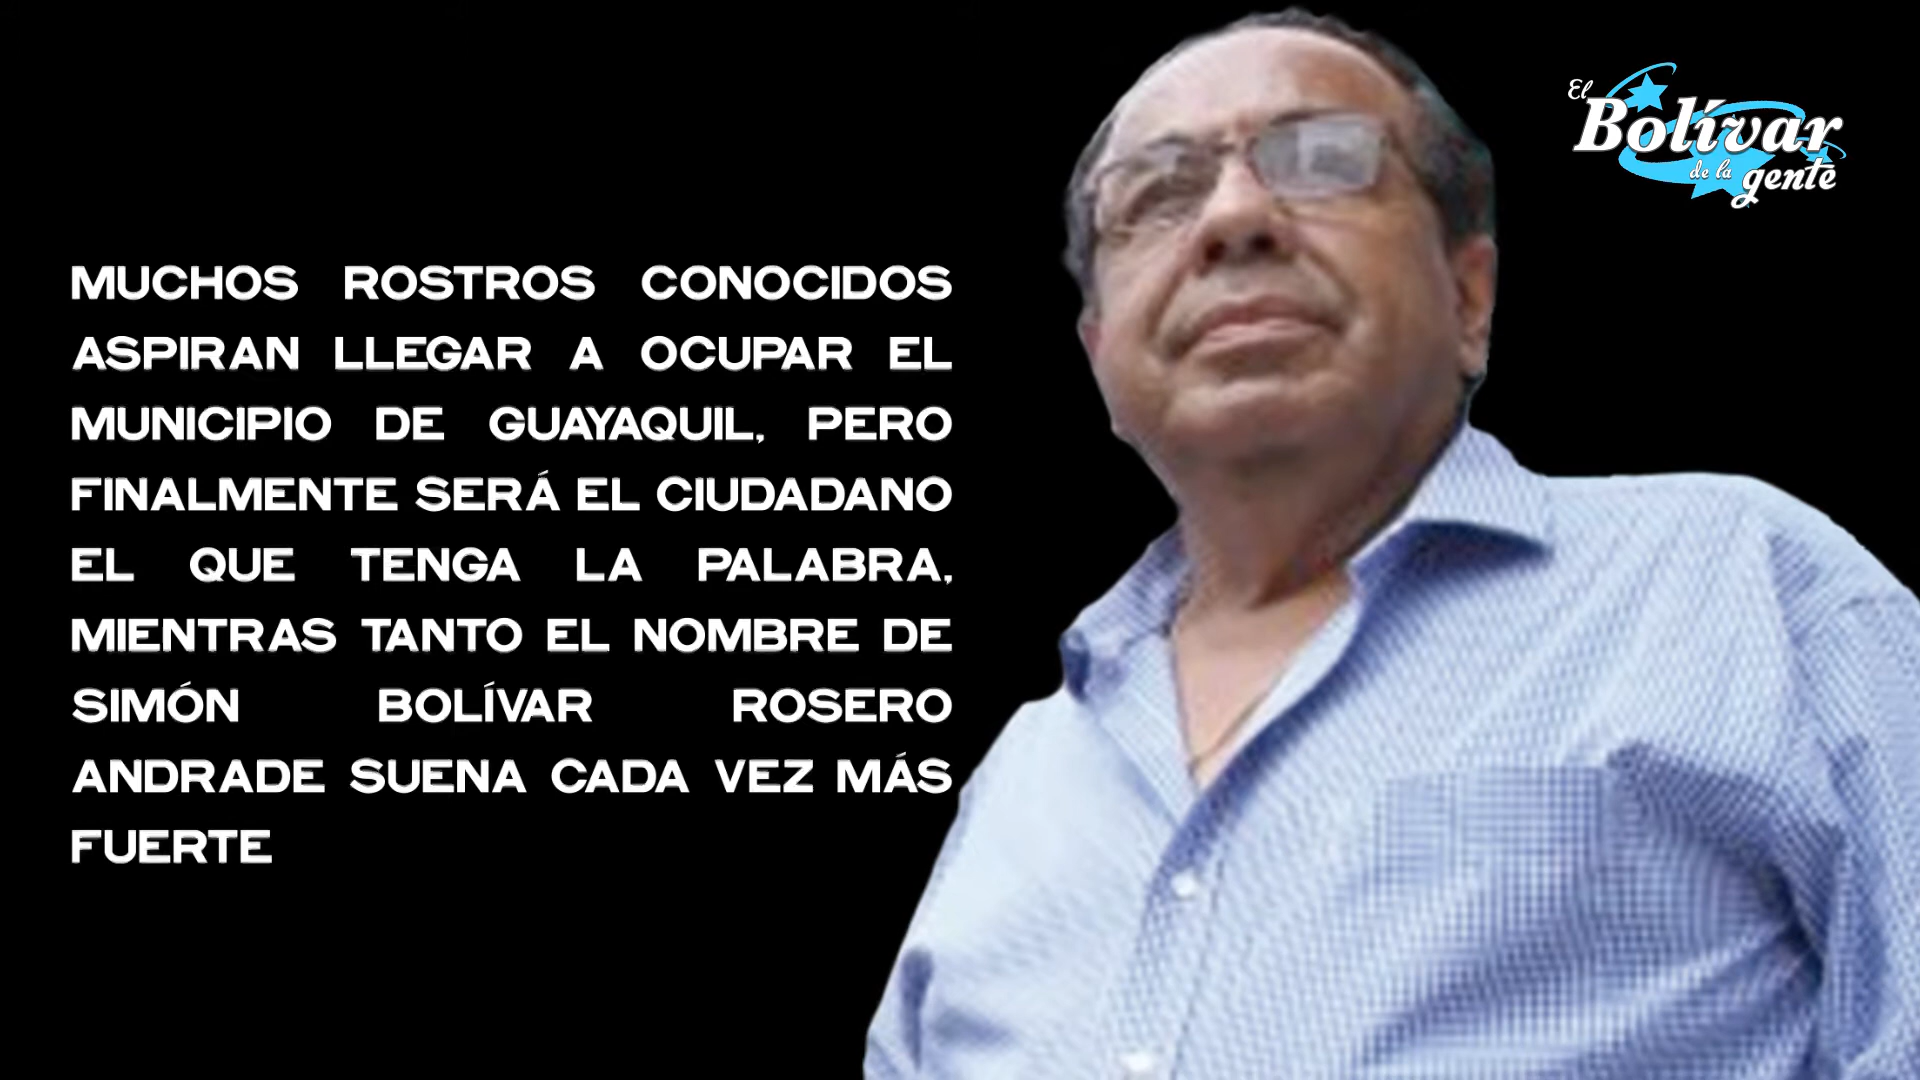 El
Bolívar
de la
gente
MUCHOS ROSTROS CONOCIDOS
ASPIRAN LLEGAR A OCUPAR EL
MUNICIPIO DE GUAYAQUIL, PERO
FINALMENTE SERÁ EL CIUDADANO
EL QUE TENGA LA PALABRA,
MIENTRAS TANTO EL NOMBRE DE
SIMÓN BOLÍVAR ROSERO
ANDRADE SUENA CADA VEZ MÁS
FUERTE